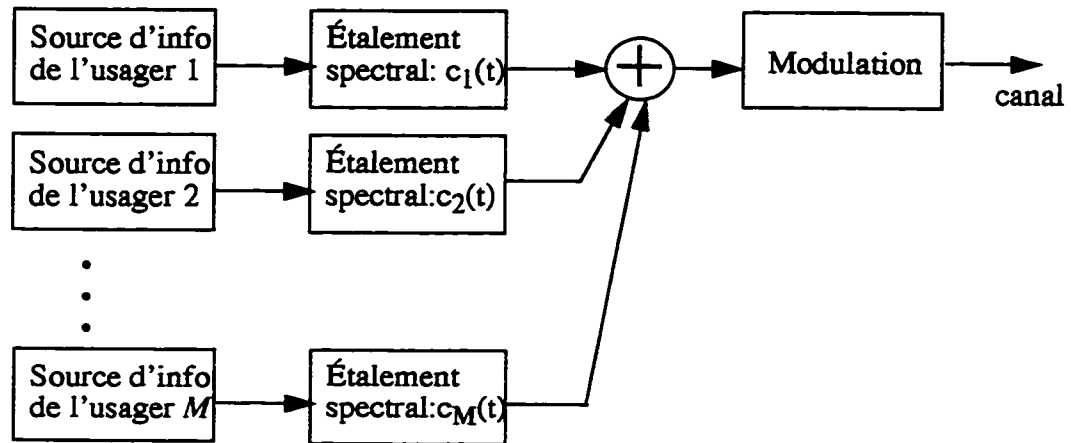 Source d'info
de l'usager 1
Étalement
spectral: c₁(t)
+
Modulation
canal
Source d'info
de l'usager 2
Étalement
spectral:c₂(t)
Source d'info
de l'usager M
Étalement
spectral:c_M(t)